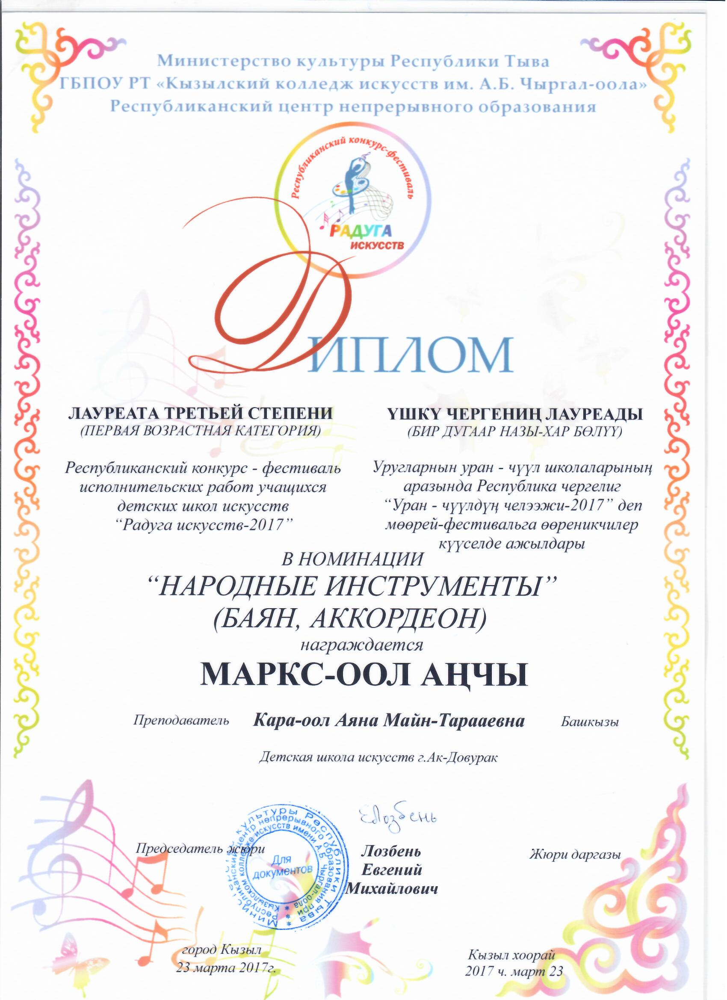 Министерство культуры Республики Тыва
ГБПОУ РТ «Кызылский колледж искусств им. А.Б. Чыргал-оола»
Республиканский центр непрерывного образования
Республиканский конкурс-фестиваль
РАДУГА
ИСКУССТВ
Диплом
ЛАУРЕАТА ТРЕТЬЕЙ СТЕПЕНИ
(ПЕРВАЯ ВОЗРАСТНАЯ КАТЕГОРИЯ)
Республиканский конкурс - фестиваль
исполнительских работ учащихся
детских школ искусств
“Радуга искусств-2017”
ҮШКҮ ЧЕРГЕНИҢ ЛАУРЕАДЫ
(БИР ДУГААР НАЗЫ-ХАР БӨЛҮҮ)
Уругларнын уран - чүүл школаларының
аразында Республика чергелиг
“Уран - чүүлдүң челээжи-2017” деп
мөөрей-фестивальга өөреникчилер
күүселде ажылдары
В НОМИНАЦИИ
“НАРОДНЫЕ ИНСТРУМЕНТЫ”
(БАЯН, АККОРДЕОН)
награждается
МАРКС-ООЛ АҢЧЫ
Преподаватель Кара-оол Аяна Майн-Тарааевна Башкызы
Детская школа искусств г.Ак-Довурак
ЕЛозбень
Председатель жюри
Лозбень
Евгений
Михайлович
Жюри даргазы
Министерство культуры Республики Тыва
Республиканский центр непрерывного образования при
Кызылском колледже искусств имени А.Б. Чыргал-оола
Для
документов
город Кызыл
23 марта 2017г.
Кызыл хоорай
2017 ч. март 23